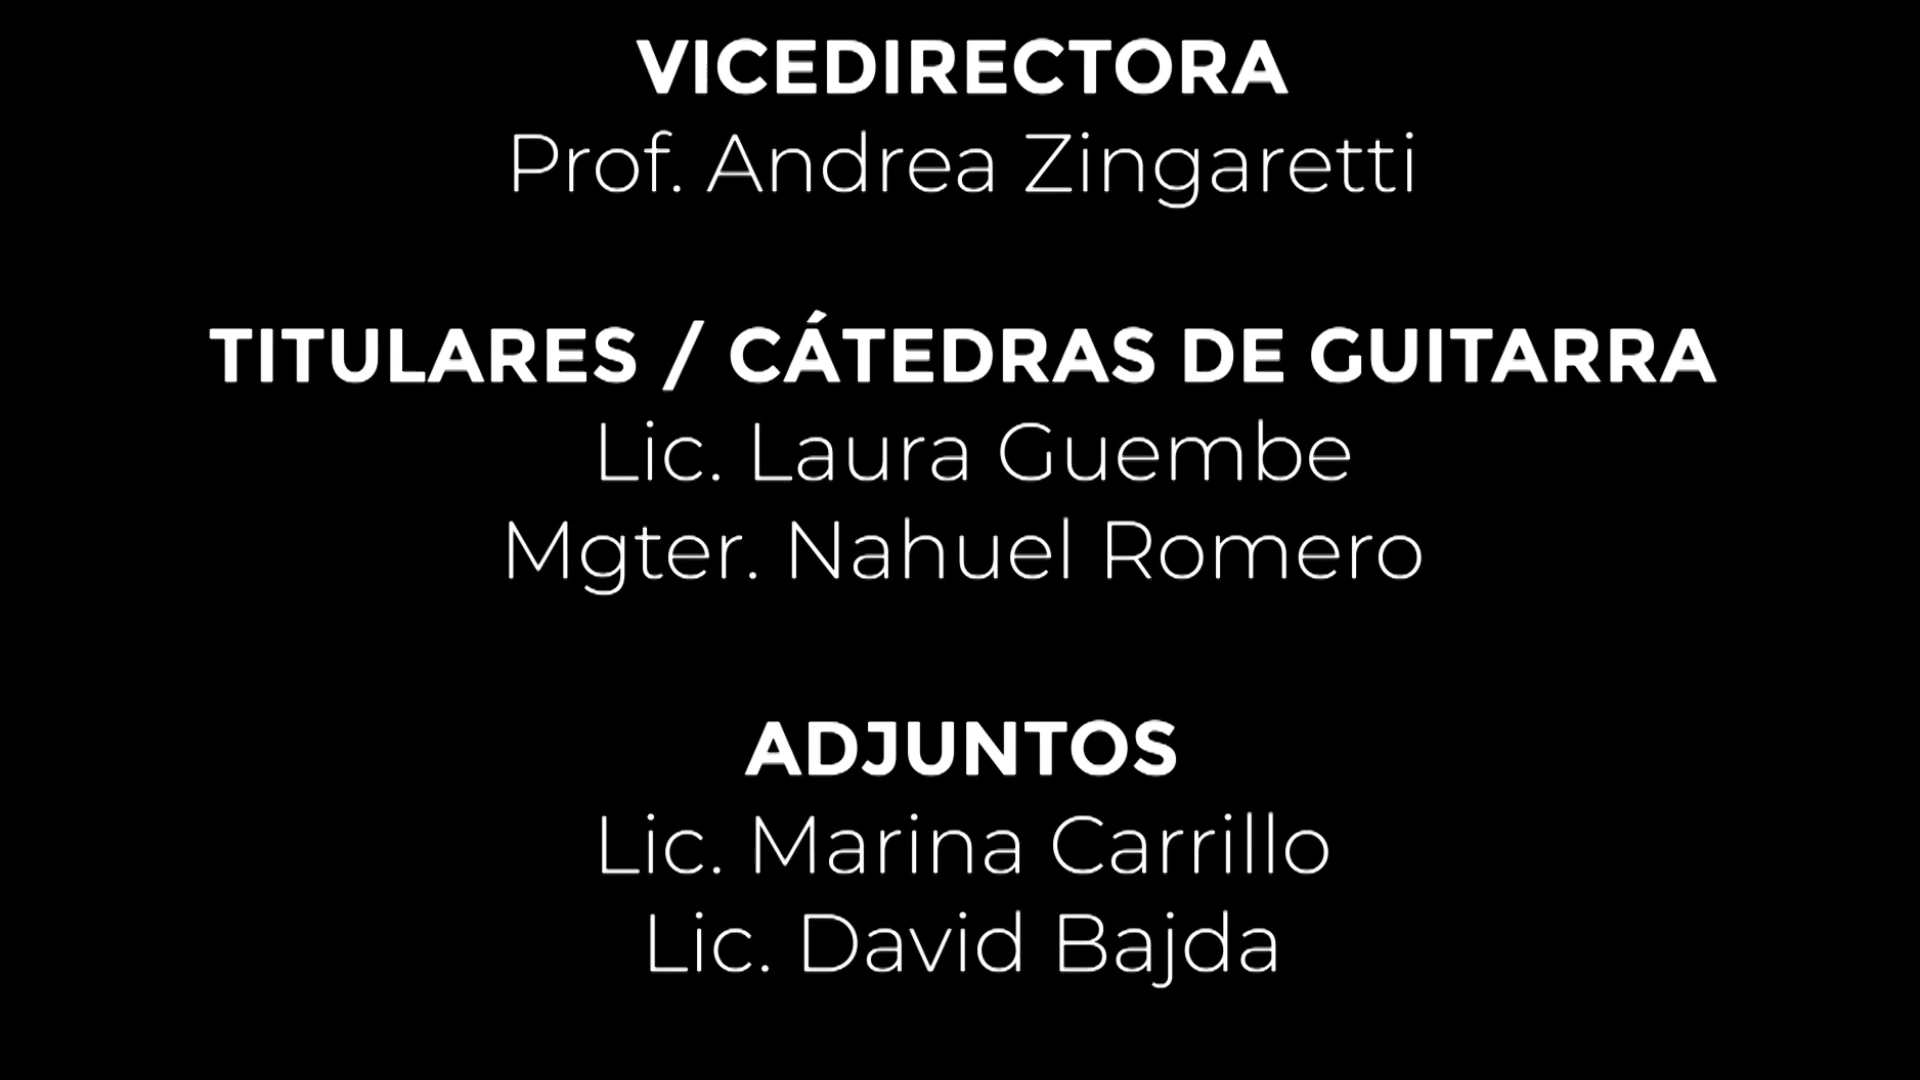 VICEDIRECTORA
Prof. Andrea Zingaretti
TITULARES / CÁTEDRAS DE GUITARRA
Lic. Laura Guembe
Mgter. Nahuel Romero
ADJUNTOS
Lic. Marina Carrillo
Lic. David Bajda